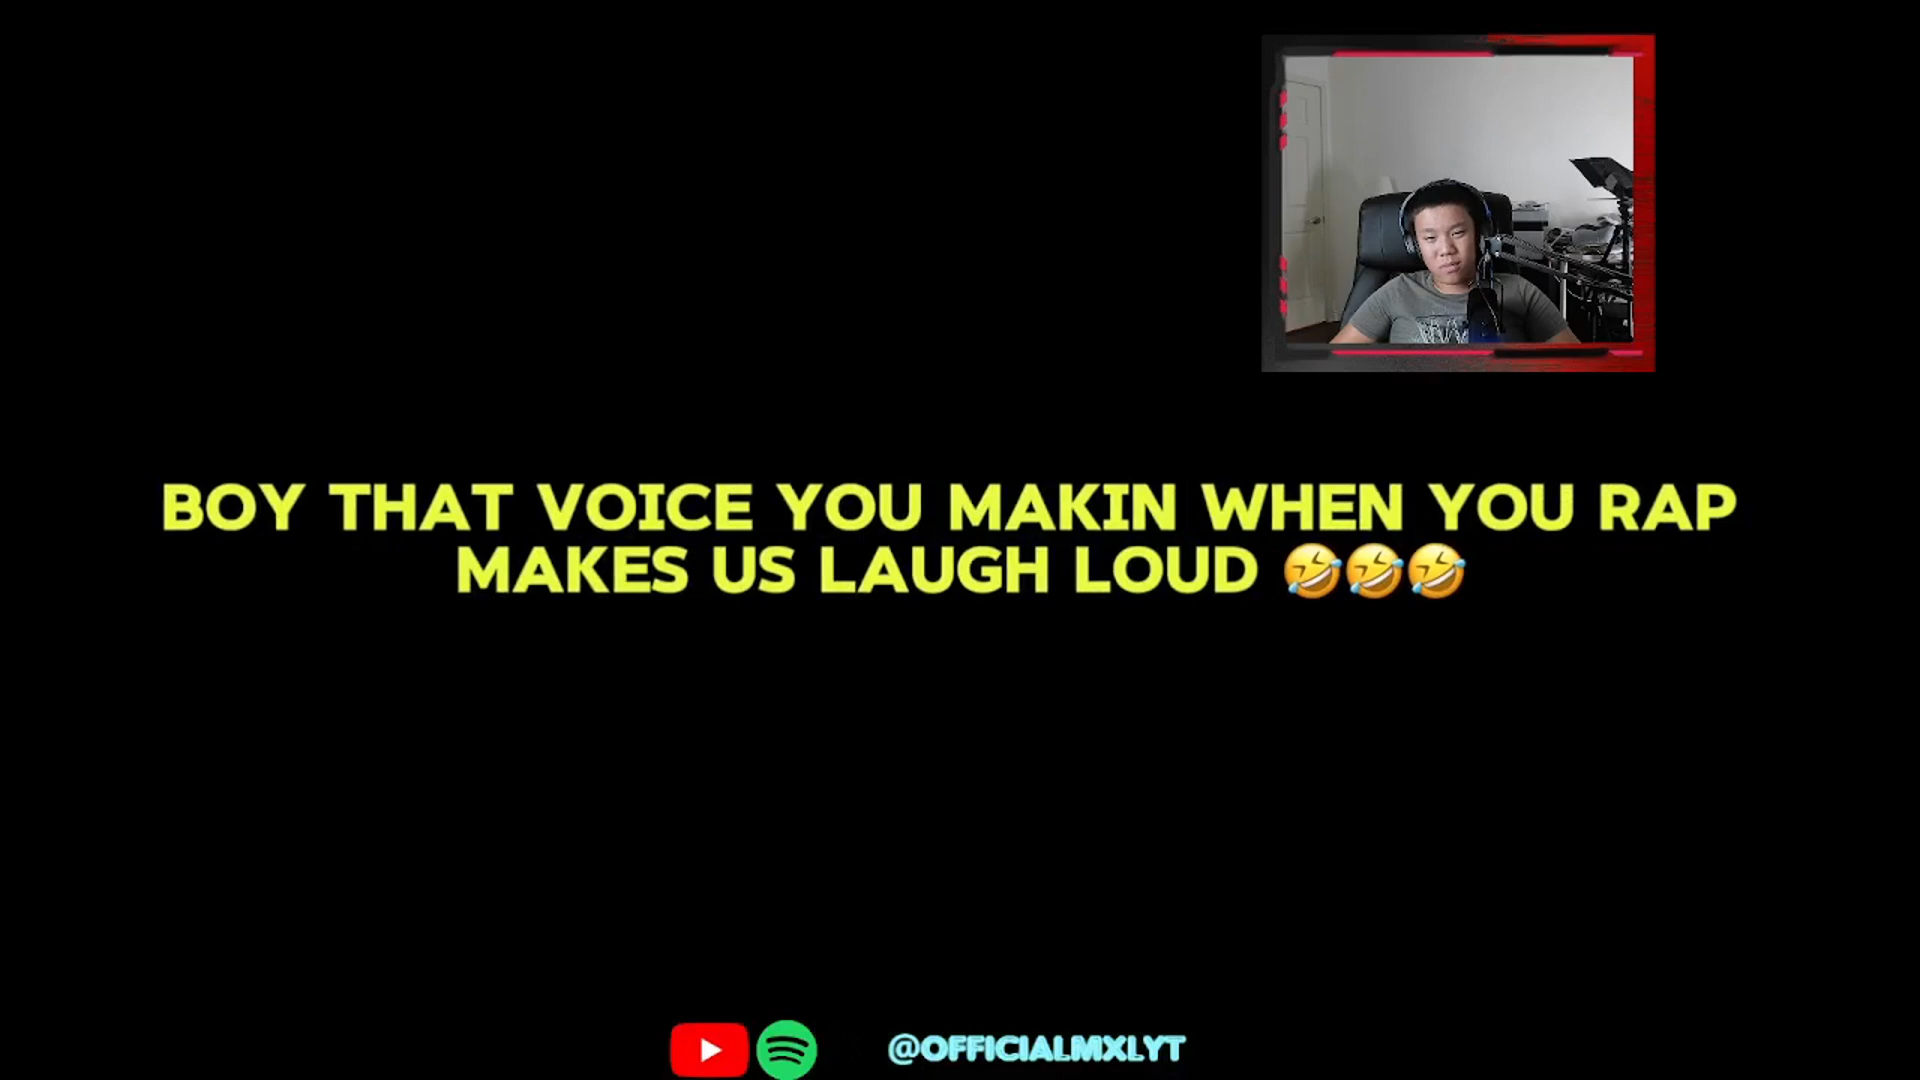 BOY THAT VOICE YOU MAKIN WHEN YOU RAP
MAKES US LAUGH LOUD 🤣🤣🤣
@OFFICIALMXLYT